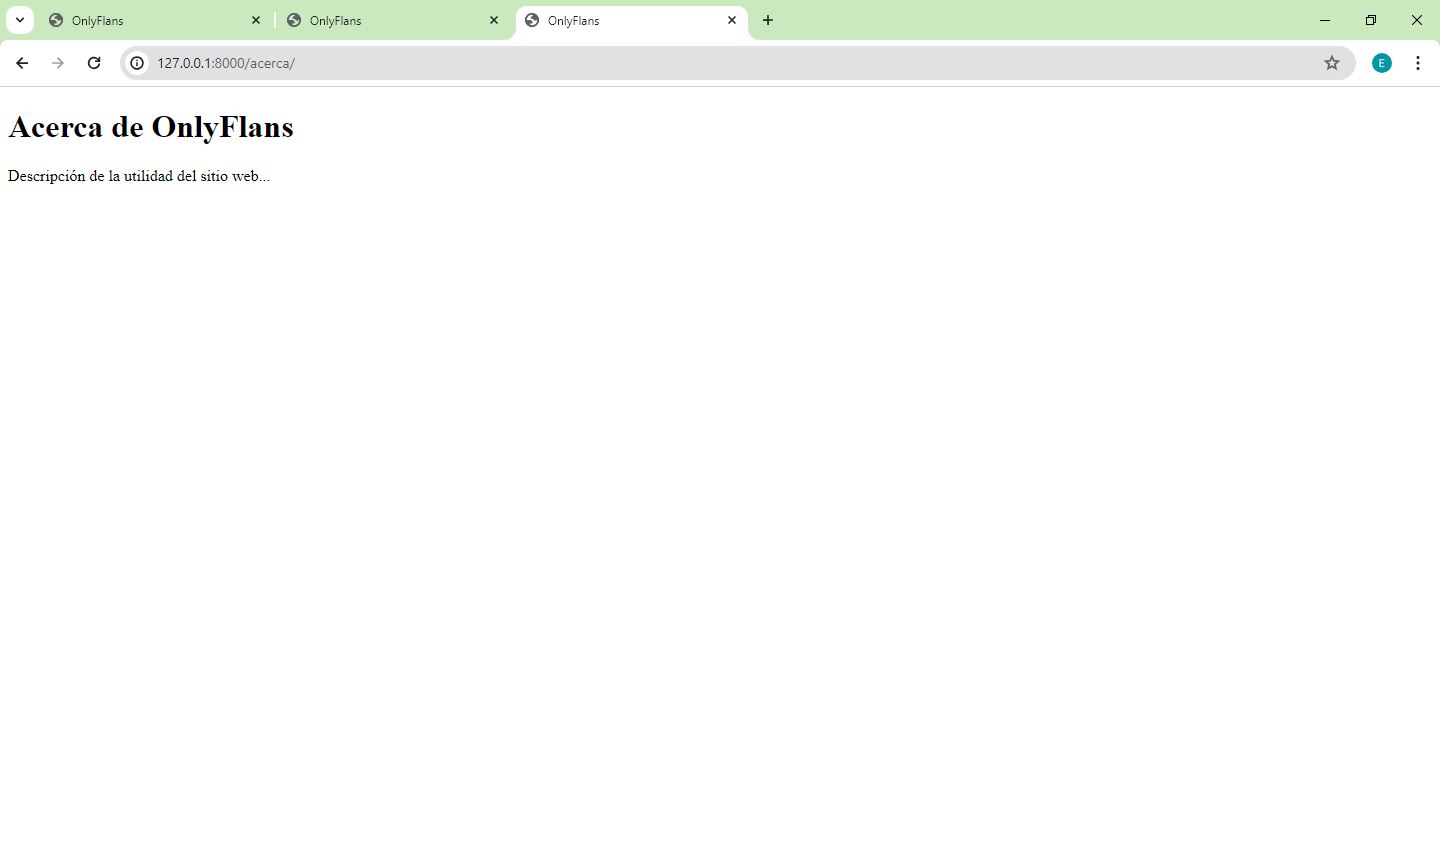 OnlyFlans
OnlyFlans
OnlyFlans
127.0.0.1:8000/acerca/
E
Acerca de OnlyFlans
Descripción de la utilidad del sitio web...